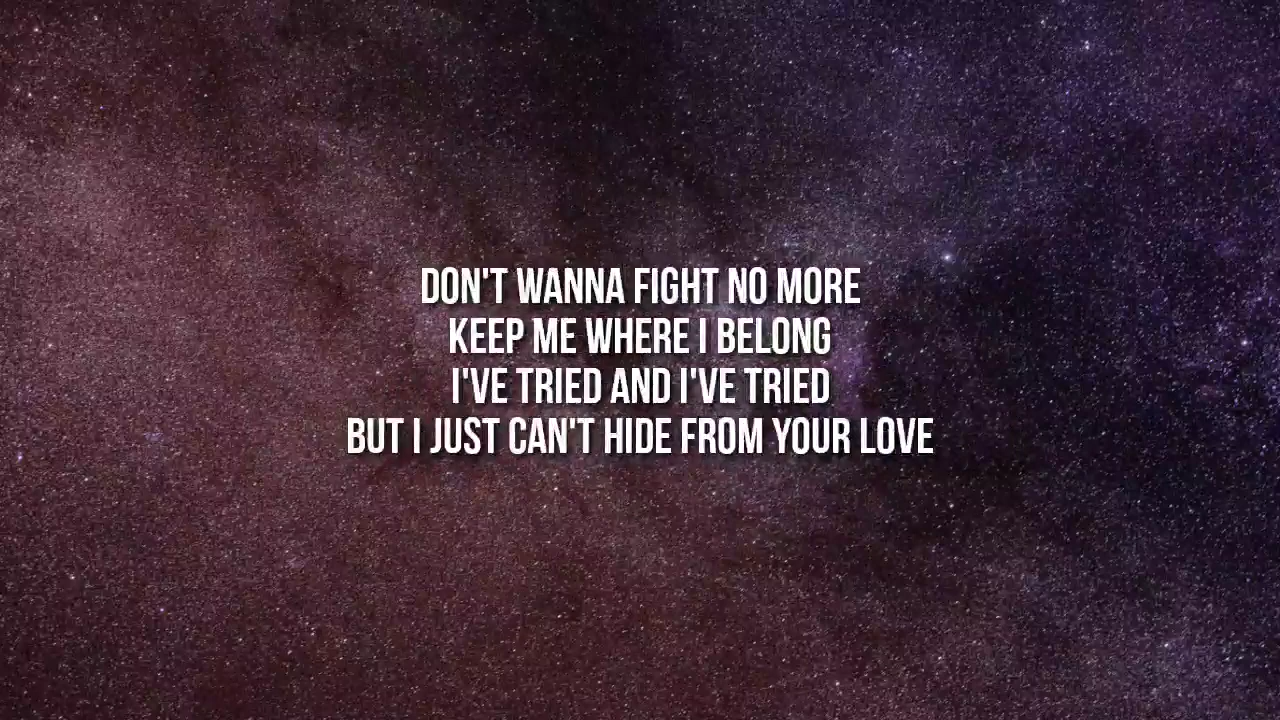 DON'T WANNA FIGHT NO MORE
KEEP ME WHERE I BELONG
I'VE TRIED AND I'VE TRIED
BUT I JUST CAN'T HIDE FROM YOUR LOVE